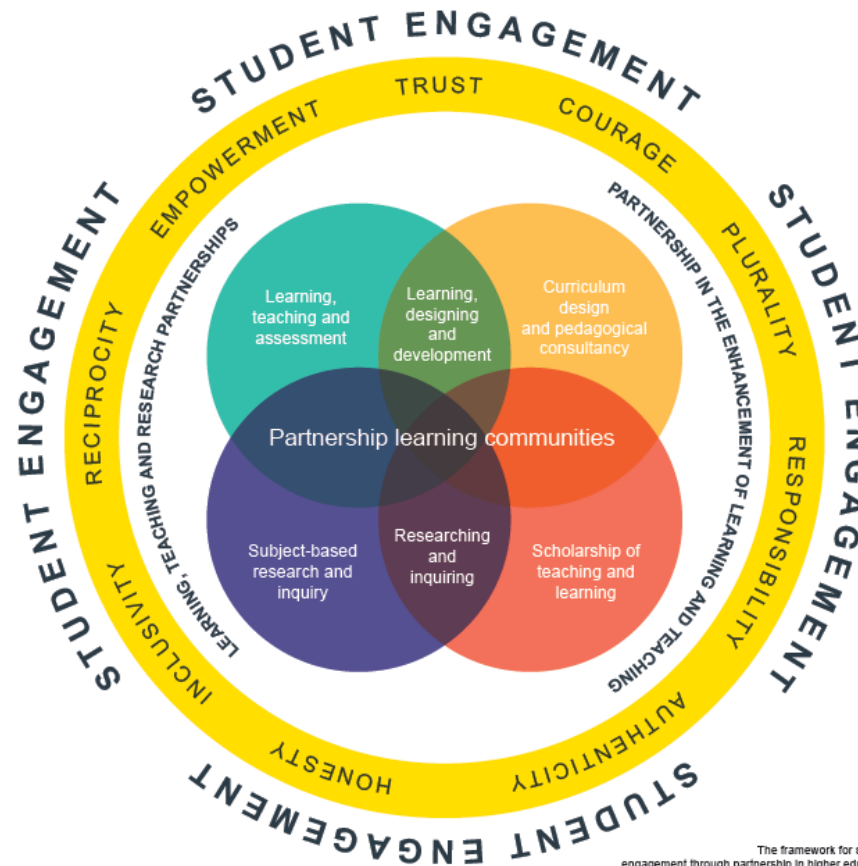 STUDENT ENGAGEMENT
STUDENT ENGAGEMENT
STUDENT ENGAGEMENT
STUDENT ENGAGEMENT
TRUST
COURAGE
PLURALITY
RESPONSIBILITY
AUTHENTICITY
HONESTY
INCLUSIVITY
RECIPROCITY
EMPOWERMENT
LEARNING, TEACHING AND RESEARCH PARTNERSHIPS
PARTNERSHIP IN THE ENHANCEMENT OF LEARNING AND TEACHING
Learning,
teaching and
assessment
Learning,
designing
and
development
Curriculum
design
and pedagogical
consultancy
Partnership learning communities
Subject-based
research and
inquiry
Researching
and
inquiring
Scholarship of
teaching and
learning
The framework for
engagement through partnership in higher